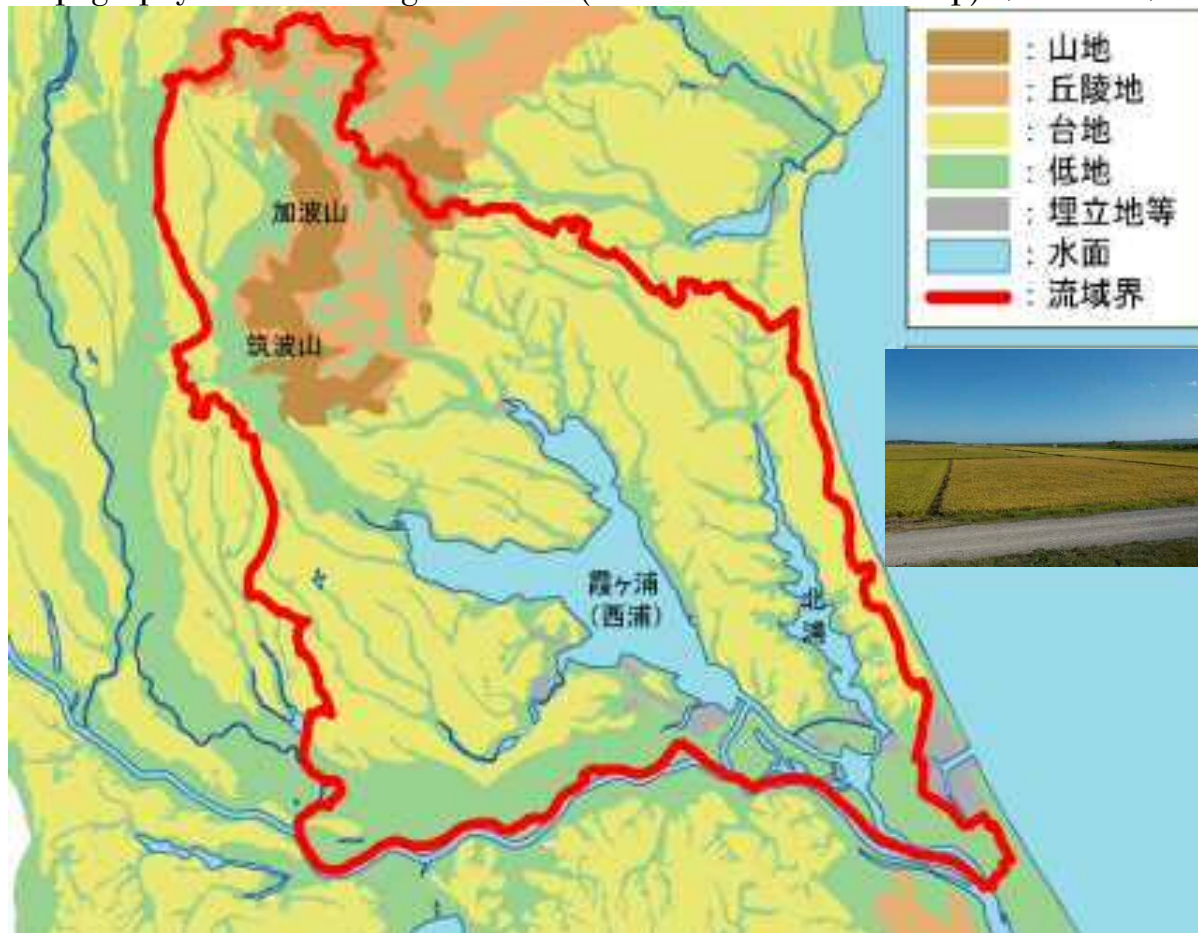 : 山地
: 丘陵地
: 台地
: 低地
: 埋立地等
: 水面
: 流域界
加波山
筑波山
霞ヶ浦
(西浦)
北浦